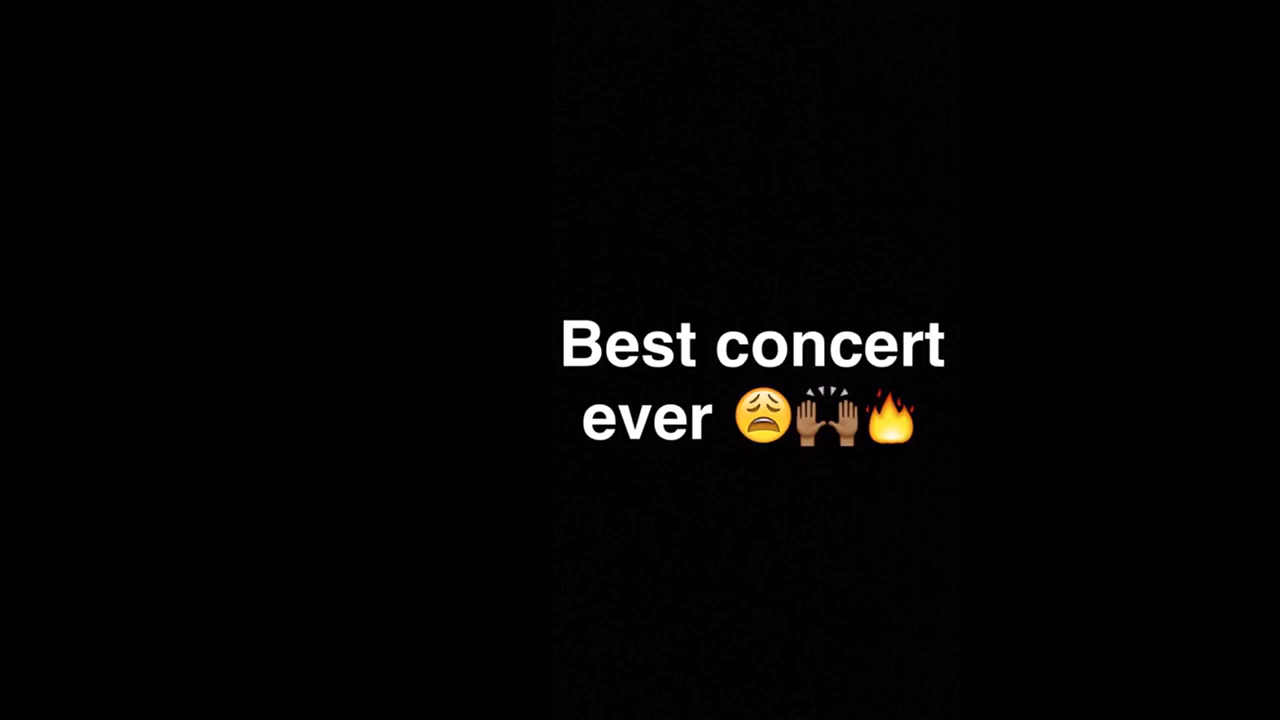 Best concert
ever 😩🙌🏾🔥